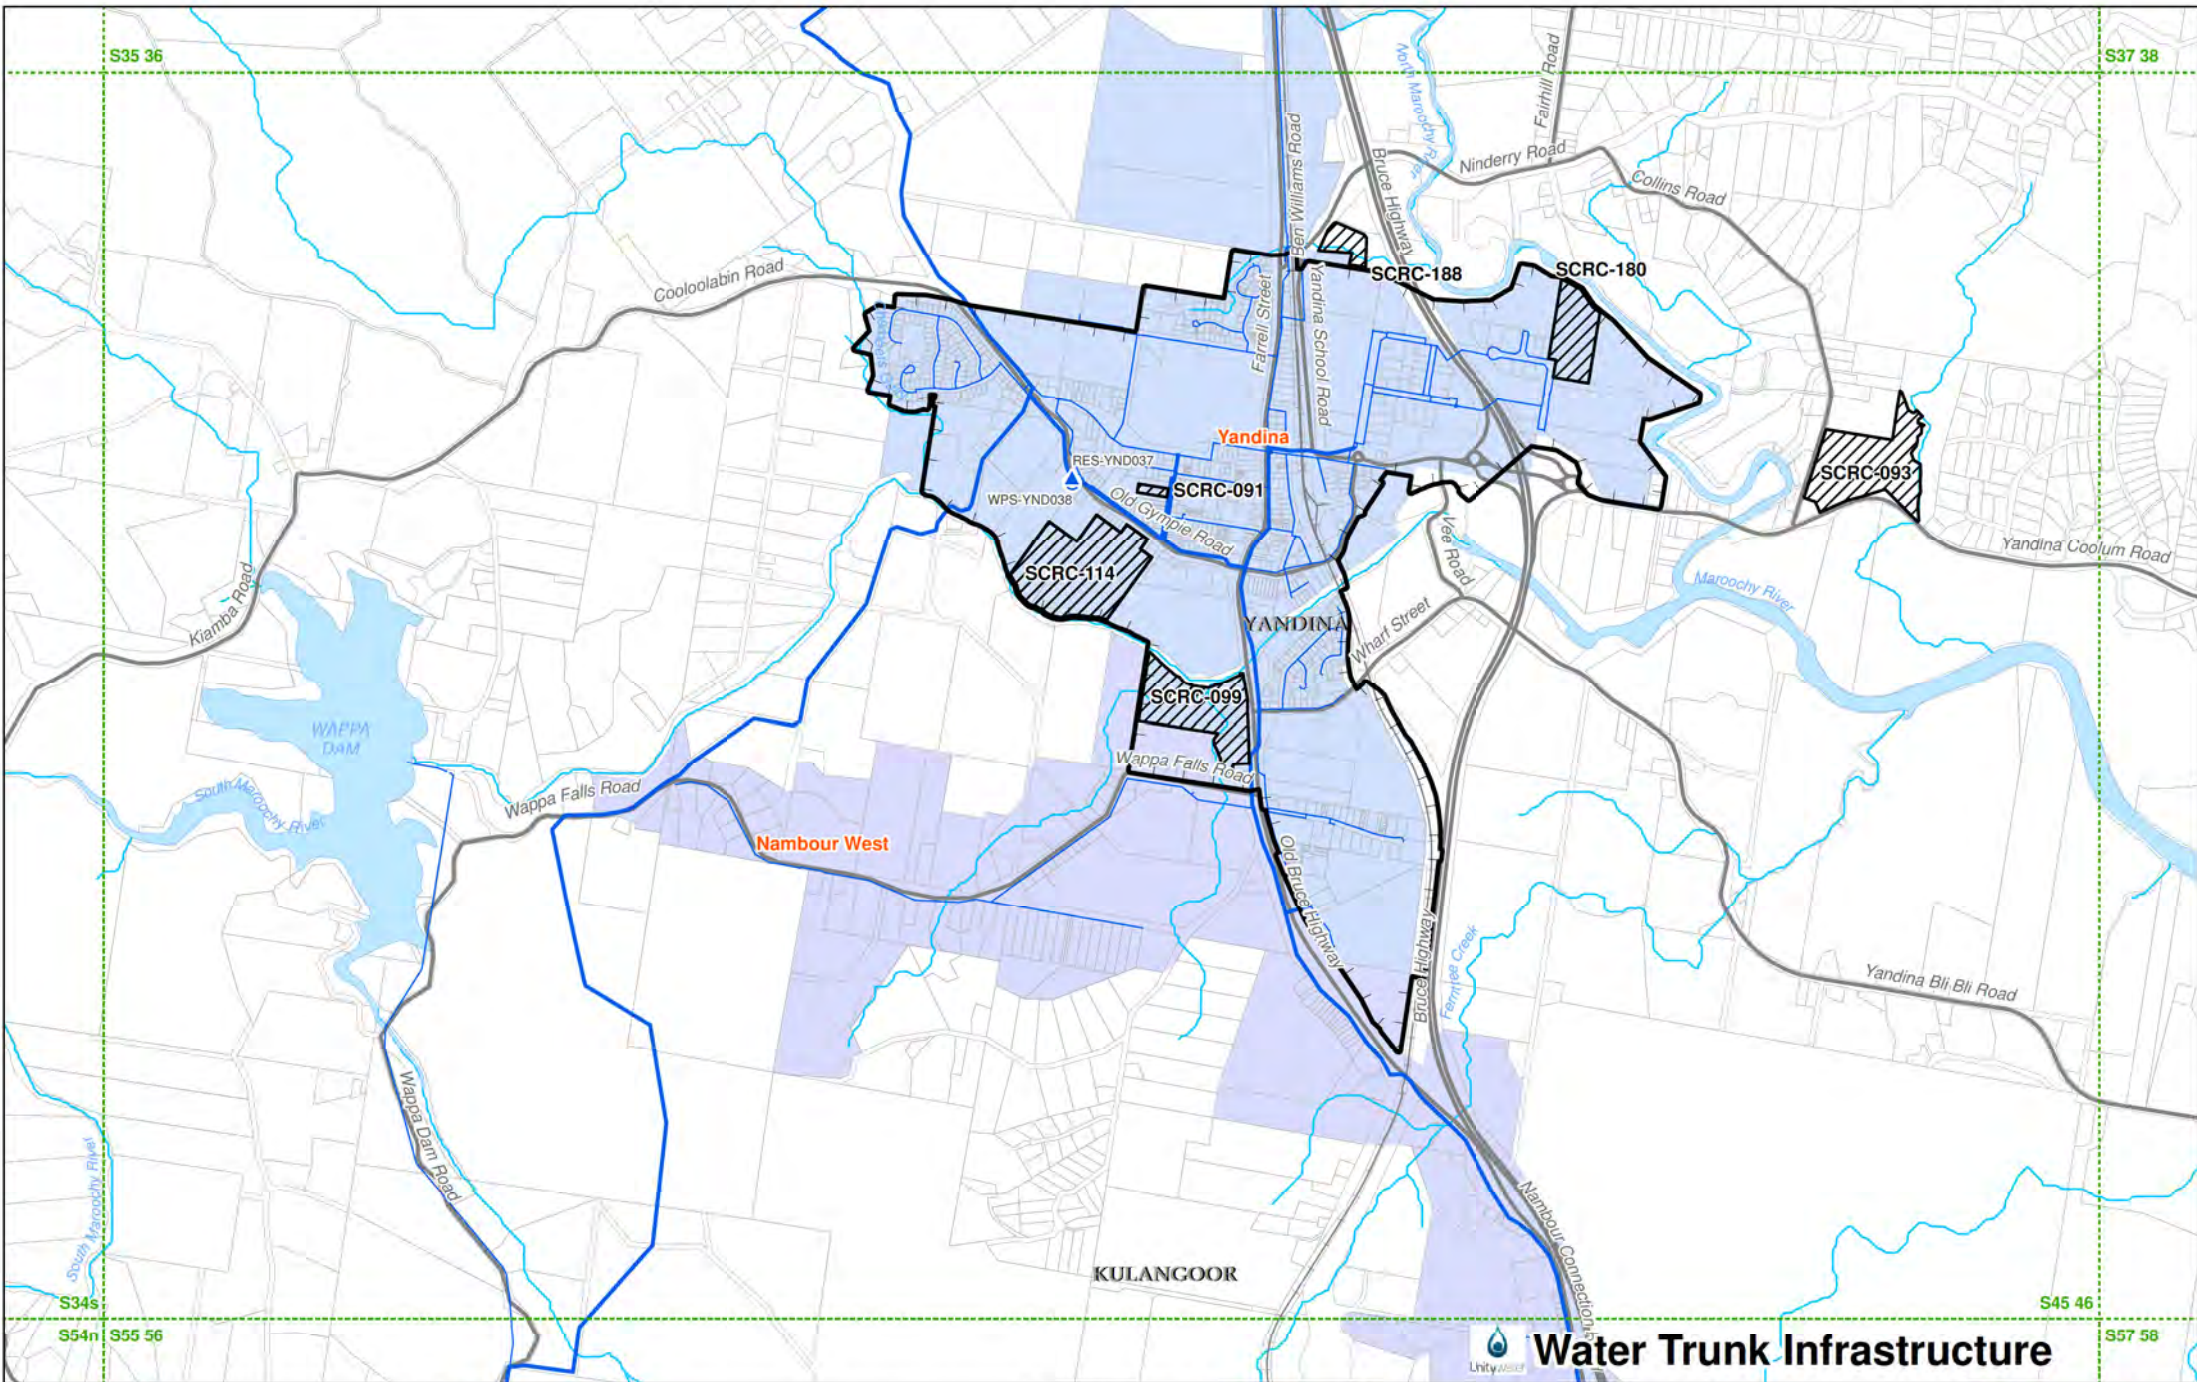 S35 36
S37 38
North Maroochy River
Fairhill Road
Ben Williams Road
Bruce Highway
Ninderry Road
Collins Road
Cooloolabin Road
SCRC-188
SCRC-180
Farrell Street
Yandina School Road
Yandina
RES-YND037
WPS-YND038
SCRC-091
SCRC-093
Old Gympie Road
Vee Road
Yandina Coolum Road
SCRC-114
Kiamba Road
Maroochy River
YANDINA
Wharf Street
SCRC-099
WAPPA
DAM
Wappa Falls Road
South Maroochy River
Wappa Falls Road
Nambour West
Old Bruce Highway
Bruce Highway
Ferntree Creek
Yandina Bli Bli Road
Wappa Dam Road
South Maroochy River
Nambour Connection
KULANGOOR
S34s
S45 46
S54n
S55 56
S57 58
Unitywater
Water Trunk Infrastructure